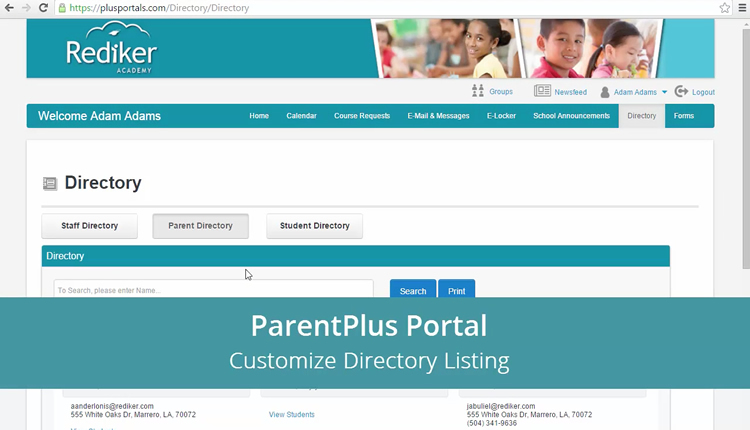 https://plusportals.com/Directory/Directory
Rediker
ACADEMY
Groups
Newsfeed
Adam Adams
Logout
Welcome Adam Adams
Home
Calendar
Course Requests
E-Mail & Messages
E-Locker
School Announcements
Directory
Forms
Directory
Staff Directory
Parent Directory
Student Directory
Directory
To Search, please enter Name...
Search
Print
ParentPlus Portal
Customize Directory Listing
aanderlonis@rediker.com
555 White Oaks Dr, Marrero, LA, 70072
View Students
jabuliel@rediker.com
555 White Oaks Dr, Marrero, LA, 70072
(504) 341-9636